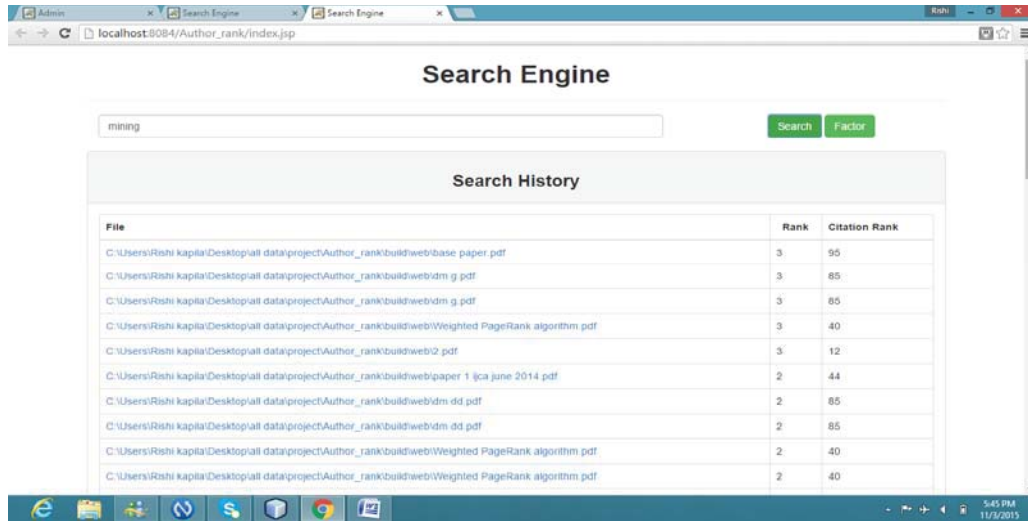 Admin
Search Engine
Search Engine
Rishi
localhost:8084/Author_rank/index.jsp
Search Engine
mining
Search
Factor
Search History
File Rank Citation Rank
C:\Users\Rishi kapila\Desktop\all data\project\Author_rank\build\web\base paper.pdf 3 95
C:\Users\Rishi kapila\Desktop\all data\project\Author_rank\build\web\dm g.pdf 3 85
C:\Users\Rishi kapila\Desktop\all data\project\Author_rank\build\web\dm g.pdf 3 85
C:\Users\Rishi kapila\Desktop\all data\project\Author_rank\build\web\Weighted PageRank algorithm.pdf 3 40
C:\Users\Rishi kapila\Desktop\all data\project\Author_rank\build\web\2.pdf 3 12
C:\Users\Rishi kapila\Desktop\all data\project\Author_rank\build\web\paper 1 ijca june 2014.pdf 2 44
C:\Users\Rishi kapila\Desktop\all data\project\Author_rank\build\web\dm dd.pdf 2 85
C:\Users\Rishi kapila\Desktop\all data\project\Author_rank\build\web\dm dd.pdf 2 85
C:\Users\Rishi kapila\Desktop\all data\project\Author_rank\build\web\Weighted PageRank algorithm.pdf 2 40
C:\Users\Rishi kapila\Desktop\all data\project\Author_rank\build\web\Weighted PageRank algorithm.pdf 2 40
5:45 PM
11/3/2015